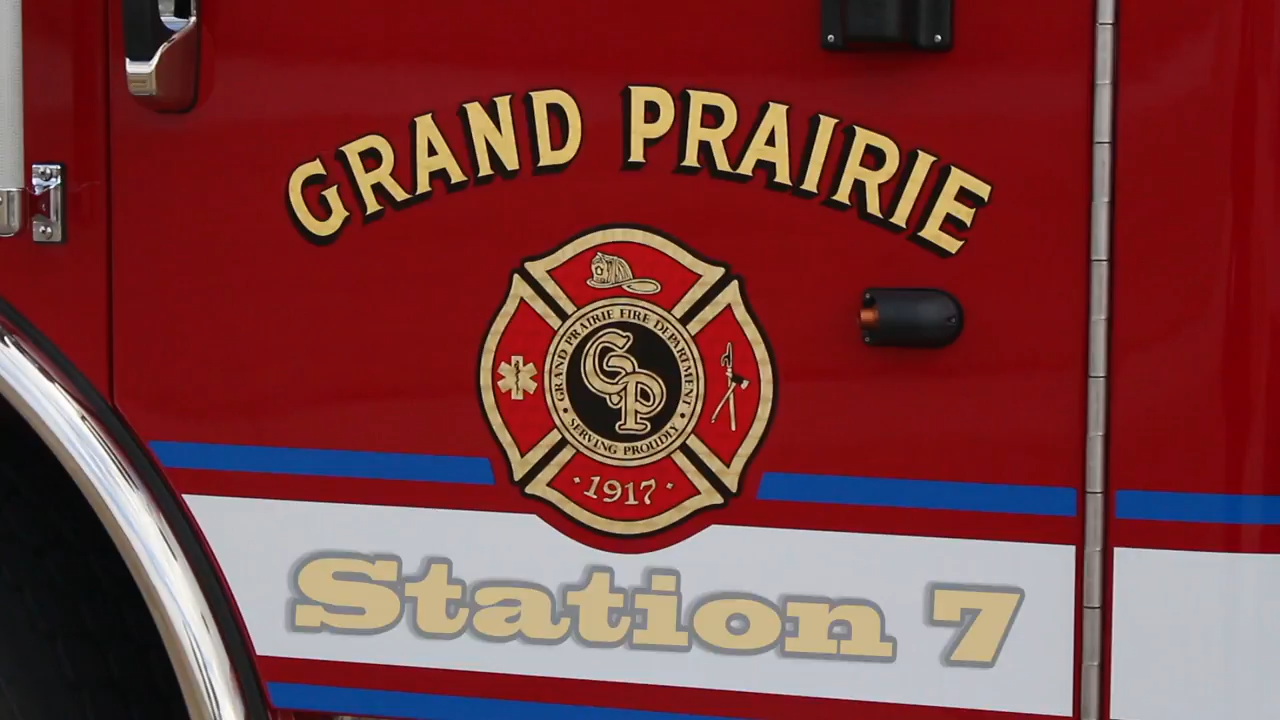 GRAND PRAIRIE
GRAND PRAIRIE FIRE DEPARTMENT
GP
• SERVING PROUDLY •
· 1917 ·
Station 7